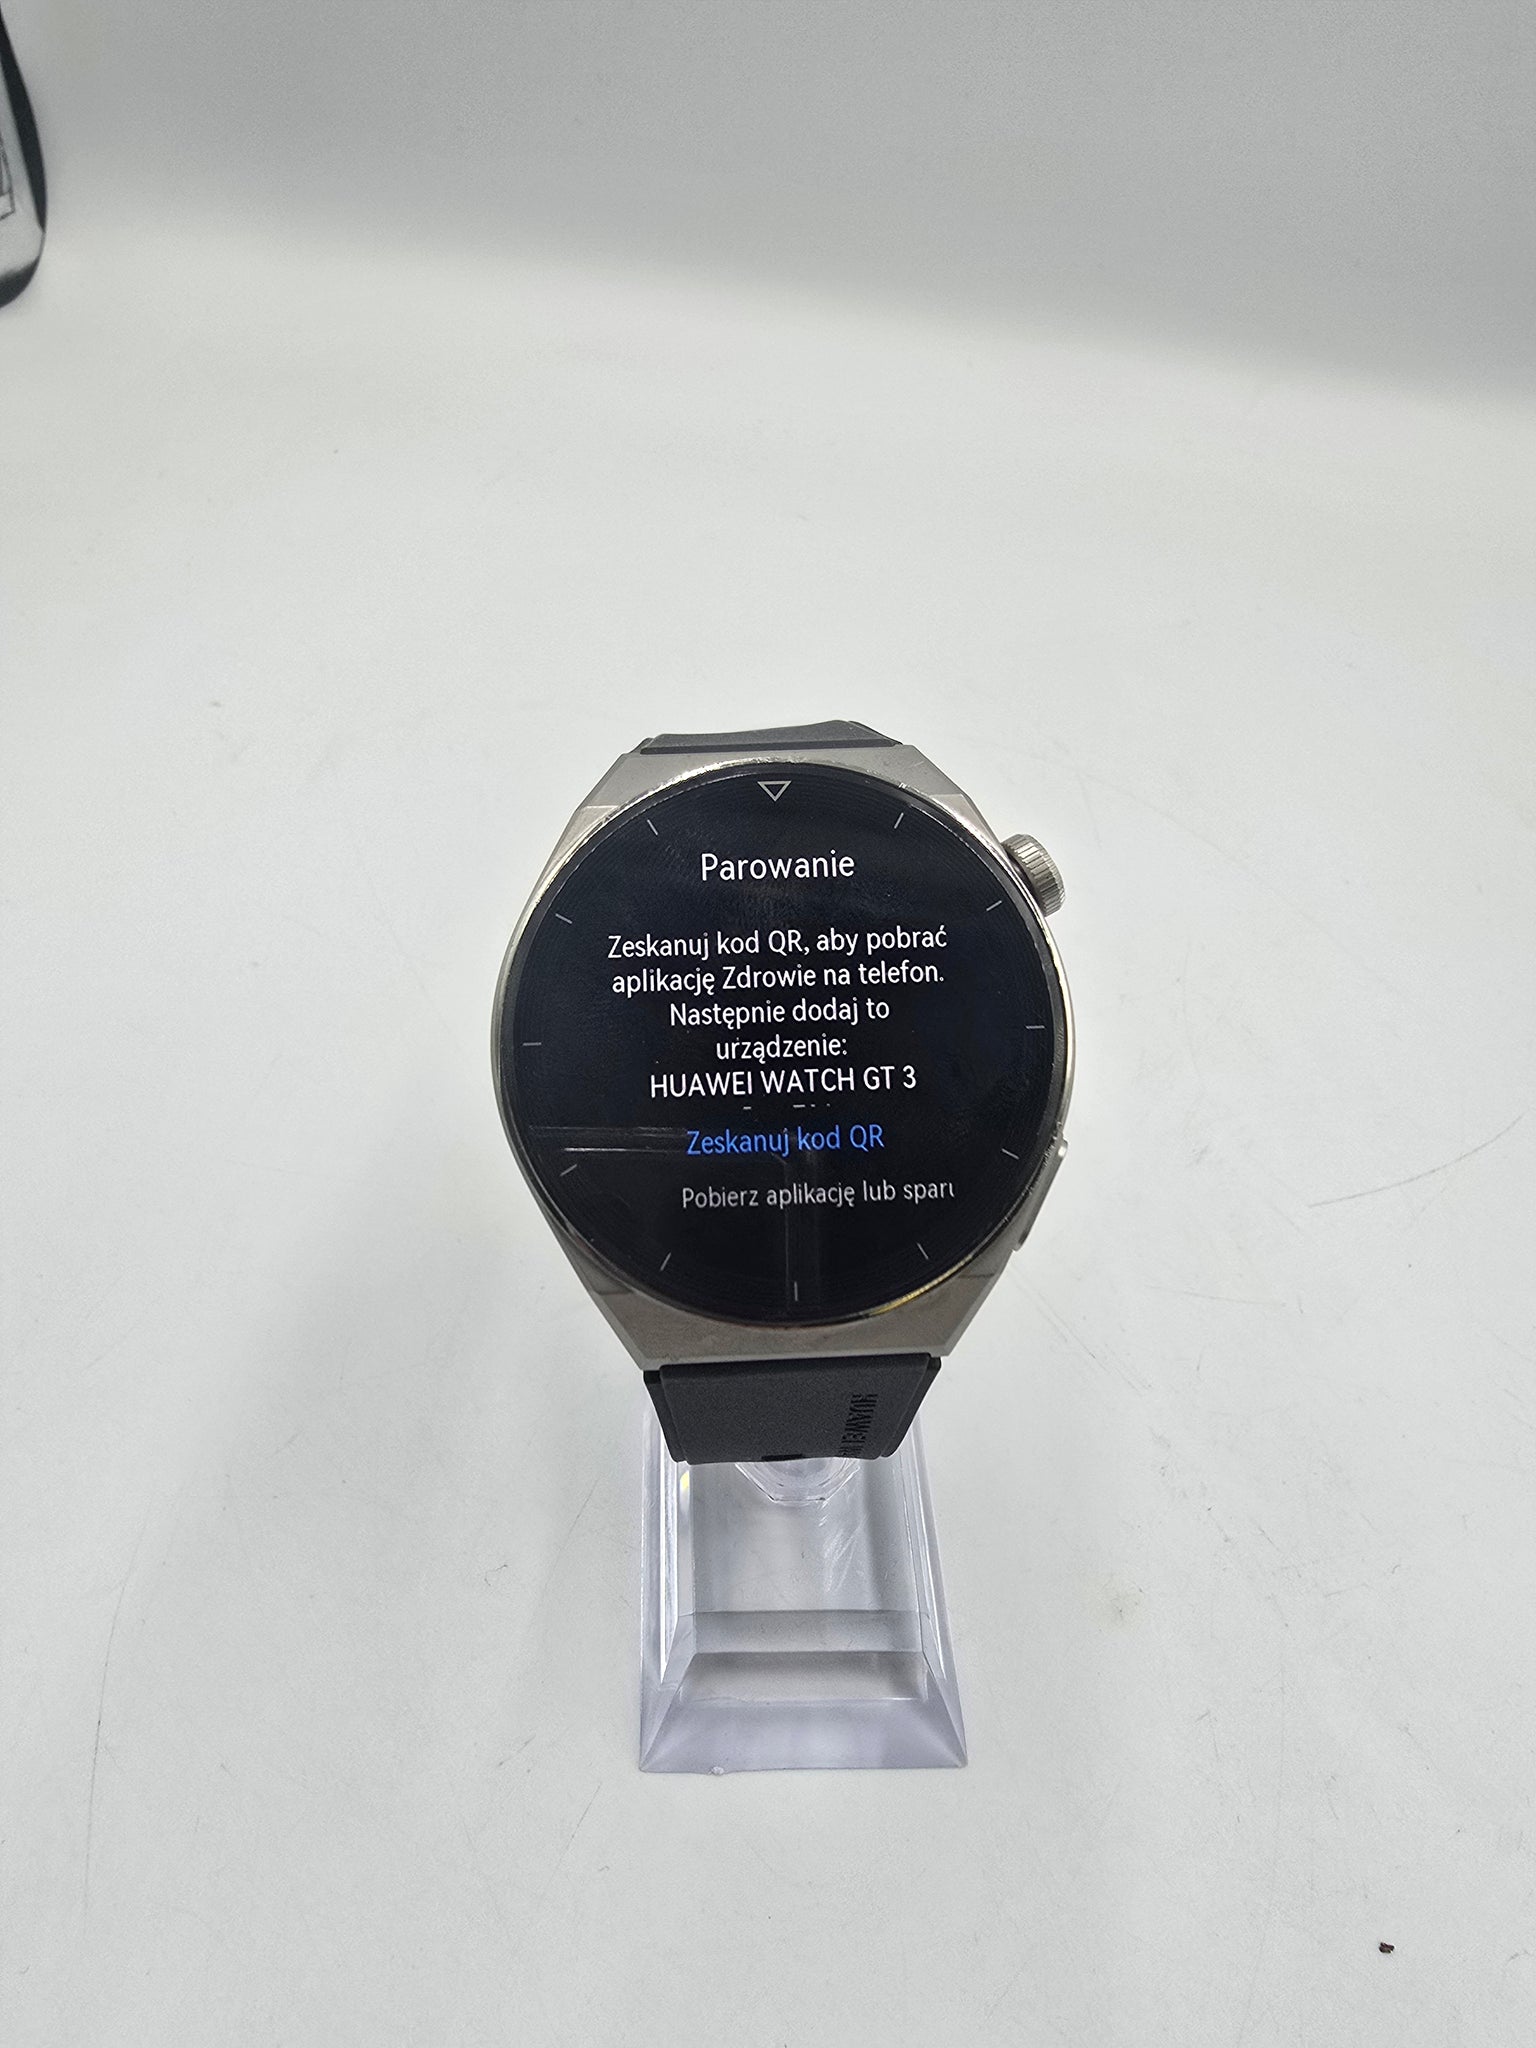 Parowanie
Zeskanuj kod QR, aby pobrać
aplikację Zdrowie na telefon.
Następnie dodaj to
urządzenie:
HUAWEI WATCH GT 3
Zeskanuj kod QR
Pobierz aplikację lub sparu
HUAWEI